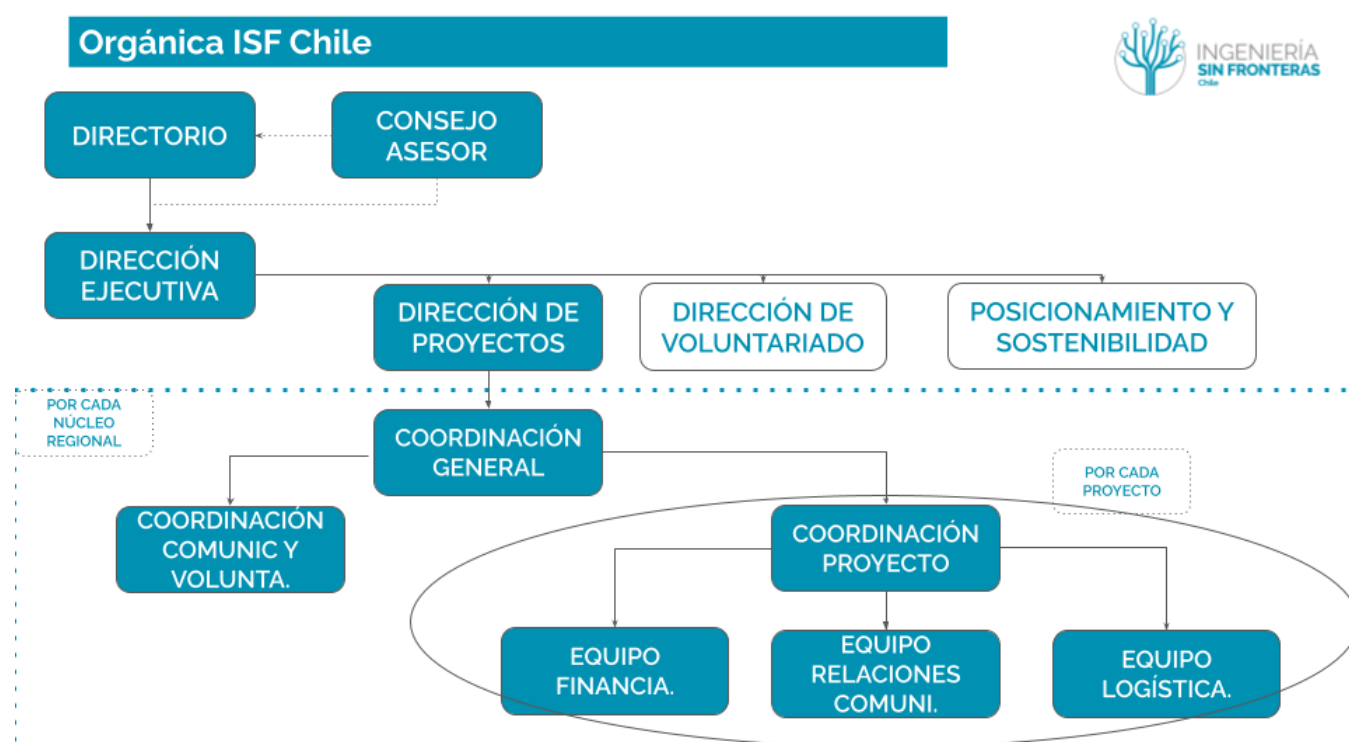 Orgánica ISF Chile
INGENIERÍA
SIN FRONTERAS
Chile
DIRECTORIO
CONSEJO
ASESOR
DIRECCIÓN
EJECUTIVA
DIRECCIÓN DE
PROYECTOS
DIRECCIÓN DE
VOLUNTARIADO
POSICIONAMIENTO Y
SOSTENIBILIDAD
POR CADA
NÚCLEO
REGIONAL
COORDINACIÓN
GENERAL
POR CADA
PROYECTO
COORDINACIÓN
COMUNIC Y
VOLUNTA.
COORDINACIÓN
PROYECTO
EQUIPO
FINANCIA.
EQUIPO
RELACIONES
COMUNI.
EQUIPO
LOGÍSTICA.